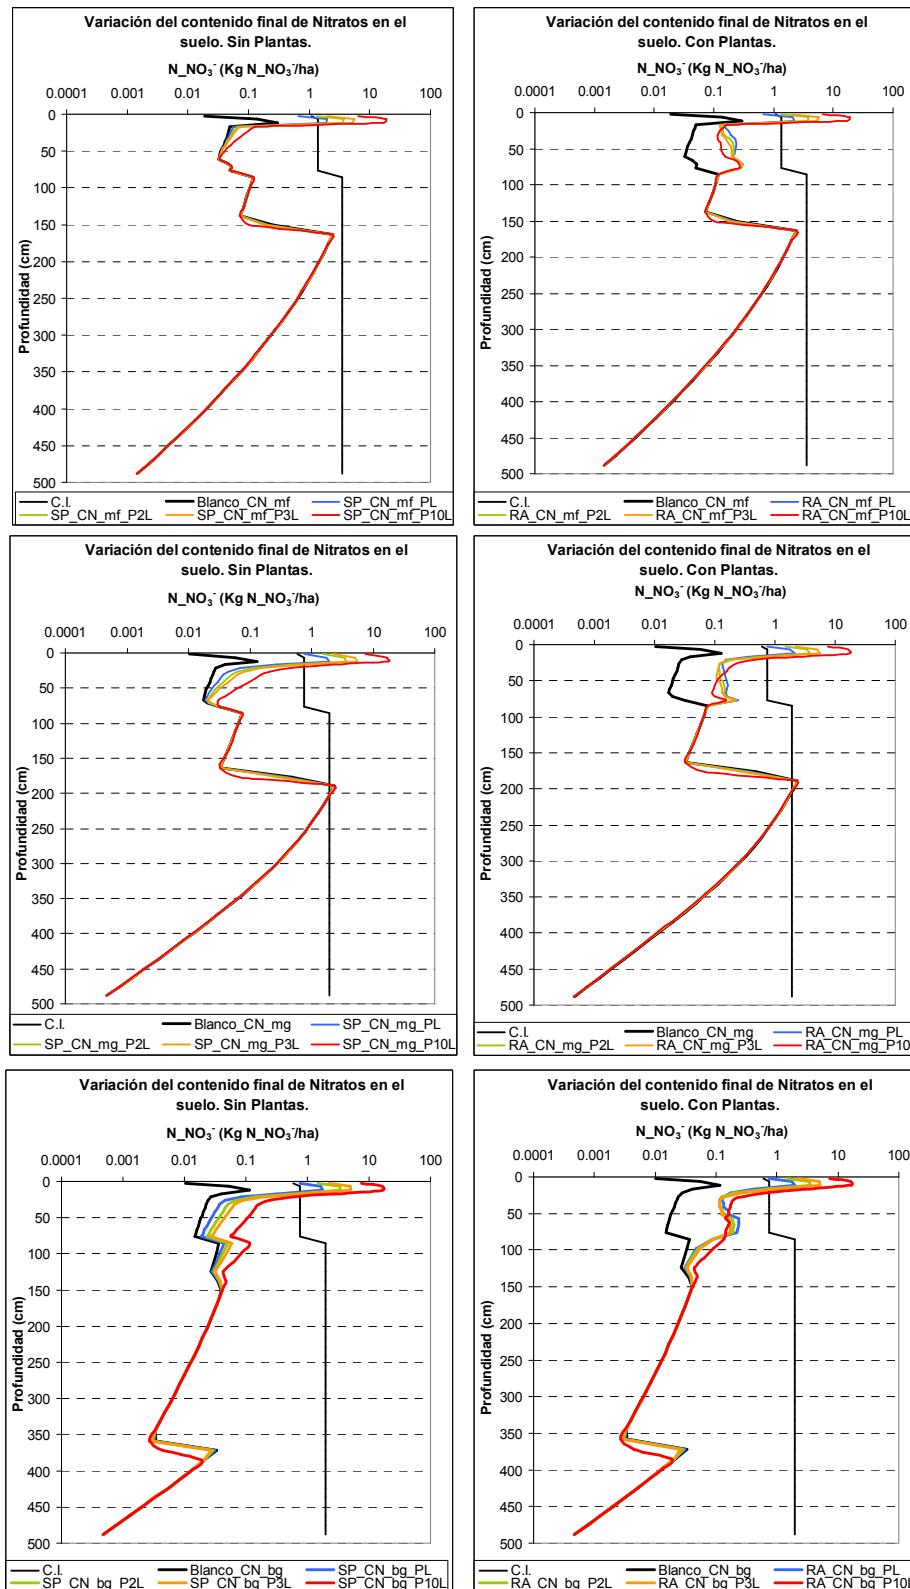 Variación del contenido final de Nitratos en el
suelo. Sin Plantas.
N_NO₃⁻ (Kg N_NO₃⁻/ha)
0.0001 0.001 0.01 0.1 1 10 100
0
50
100
150
200
250
300
350
400
450
500
Profundidad (cm)
C.I. Blanco_CN_mf SP_CN_mf_PL
SP_CN_mf_P2L SP_CN_mf_P3L SP_CN_mf_P10L
Variación del contenido final de Nitratos en el
suelo. Con Plantas.
N_NO₃⁻ (Kg N_NO₃⁻/ha)
0.0001 0.001 0.01 0.1 1 10 100
0
50
100
150
200
250
300
350
400
450
500
Profundidad (cm)
C.I. Blanco_CN_mf RA_CN_mf_PL
RA_CN_mf_P2L RA_CN_mf_P3L RA_CN_mf_P10L
Variación del contenido final de Nitratos en el
suelo. Sin Plantas.
N_NO₃⁻ (Kg N_NO₃⁻/ha)
0.0001 0.001 0.01 0.1 1 10 100
0
50
100
150
200
250
300
350
400
450
500
Profundidad (cm)
C.I. Blanco_CN_mg SP_CN_mg_PL
SP_CN_mg_P2L SP_CN_mg_P3L SP_CN_mg_P10L
Variación del contenido final de Nitratos en el
suelo. Con Plantas.
N_NO₃⁻ (Kg N_NO₃⁻/ha)
0.0001 0.001 0.01 0.1 1 10 100
0
50
100
150
200
250
300
350
400
450
500
Profundidad (cm)
C.I. Blanco_CN_mg RA_CN_mg_PL
RA_CN_mg_P2L RA_CN_mg_P3L RA_CN_mg_P10
Variación del contenido final de Nitratos en el
suelo. Sin Plantas.
N_NO₃⁻ (Kg N_NO₃⁻/ha)
0.0001 0.001 0.01 0.1 1 10 100
0
50
100
150
200
250
300
350
400
450
500
Profundidad (cm)
C.I. Blanco_CN_bg SP_CN_bg_PL
SP_CN_bg_P2L SP_CN_bg_P3L SP_CN_bg_P10L
Variación del contenido final de Nitratos en el
suelo. Con Plantas.
N_NO₃⁻ (Kg N_NO₃⁻/ha)
0.0001 0.001 0.01 0.1 1 10 100
0
50
100
150
200
250
300
350
400
450
500
Profundidad (cm)
C.I. Blanco_CN_bg RA_CN_bg_PL
RA_CN_bg_P2L RA_CN_bg_P3L RA_CN_bg_P10L